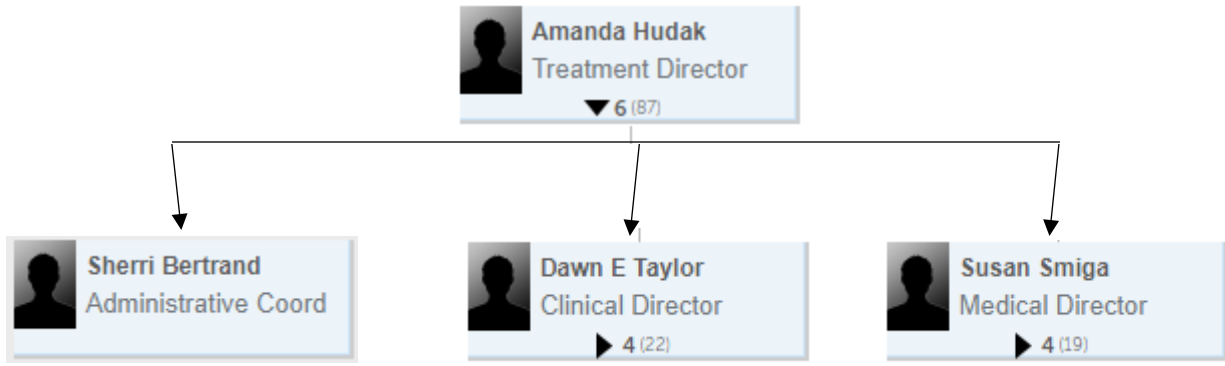 Amanda Hudak
Treatment Director
6 (87)
Sherri Bertrand
Administrative Coord
Dawn E Taylor
Clinical Director
4 (22)
Susan Smiga
Medical Director
4 (19)